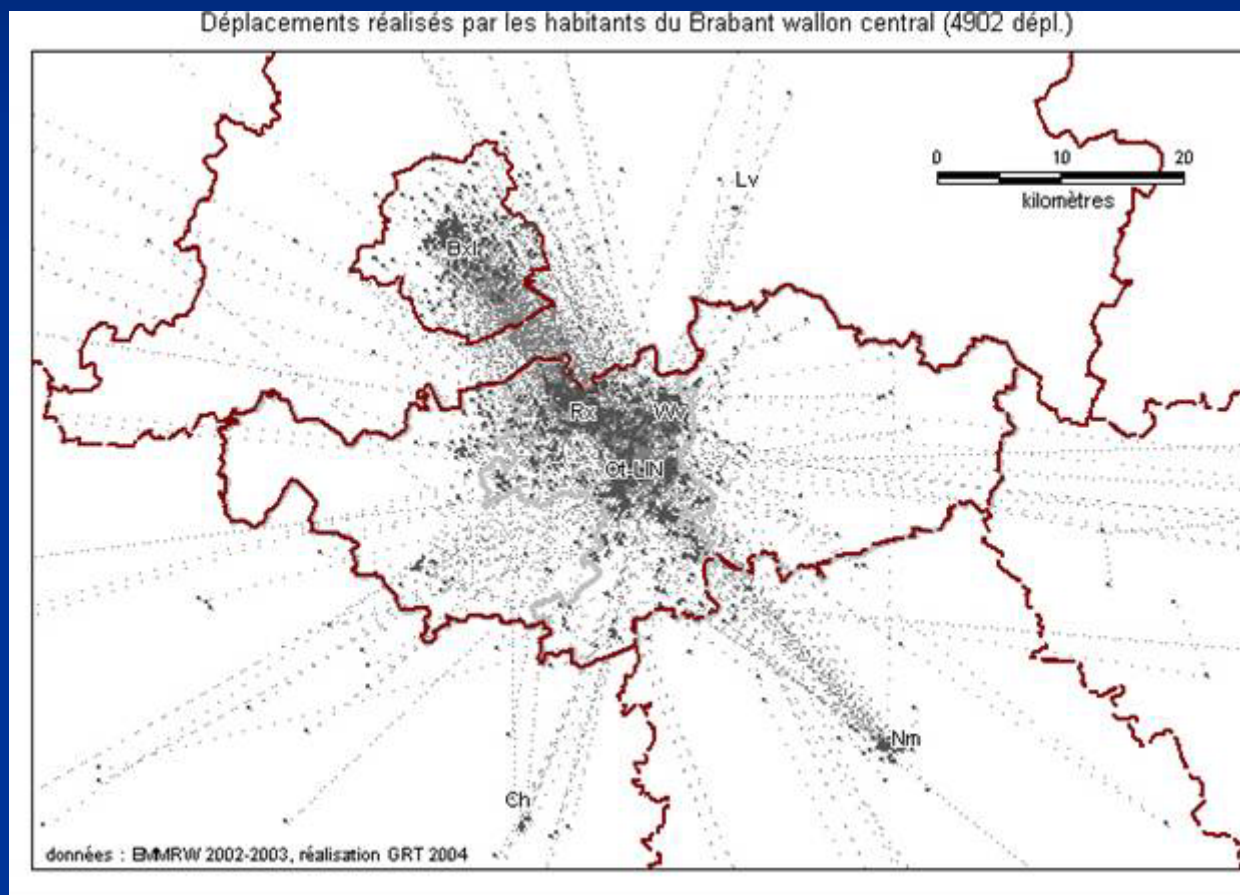 Déplacements réalisés par les habitants du Brabant wallon central (4902 dépl.)
0 10 20
kilomètres
Lv
Bxl
Rx
Wv
Ot-LlN
Nm
Ch
données : EMMRW 2002-2003, réalisation GRT 2004